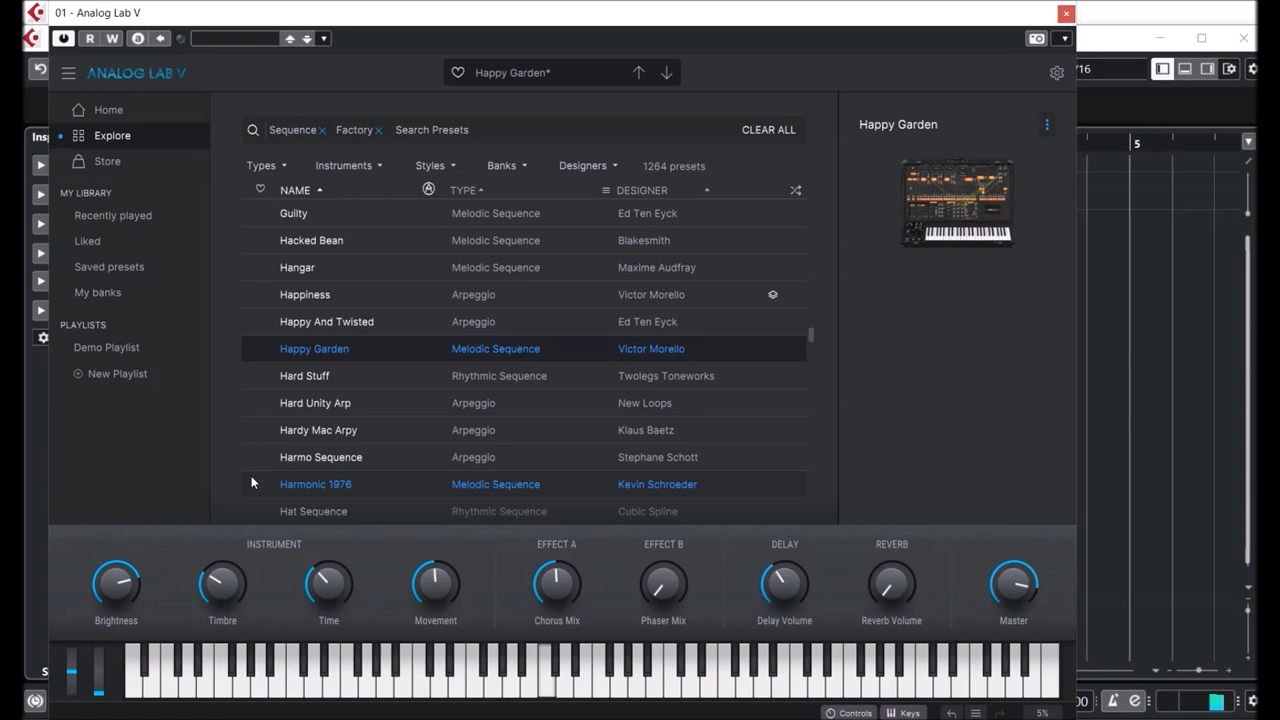 01 - Analog Lab V
R W a
/16
ANALOG LAB V
Happy Garden*
Home
Explore
Store
MY LIBRARY
Recently played
Liked
Saved presets
My banks
PLAYLISTS
Demo Playlist
New Playlist
Sequence× Factory× Search Presets CLEAR ALL
Types Instruments Styles Banks Designers 1264 presets
NAME TYPE DESIGNER
Guilty Melodic Sequence Ed Ten Eyck
Hacked Bean Melodic Sequence Blakesmith
Hangar Melodic Sequence Maxime Audfray
Happiness Arpeggio Victor Morello
Happy And Twisted Arpeggio Ed Ten Eyck
Happy Garden Melodic Sequence Victor Morello
Hard Stuff Rhythmic Sequence Twolegs Toneworks
Hard Unity Arp Arpeggio New Loops
Hardy Mac Arpy Arpeggio Klaus Baetz
Harmo Sequence Arpeggio Stephane Schott
Harmonic 1976 Melodic Sequence Kevin Schroeder
Hat Sequence Rhythmic Sequence Cubic Spline
Happy Garden
Insp
5
INSTRUMENT EFFECT A EFFECT B DELAY REVERB
Brightness Timbre Time Movement Chorus Mix Phaser Mix Delay Volume Reverb Volume Master
S
Controls Keys 5%
00 e